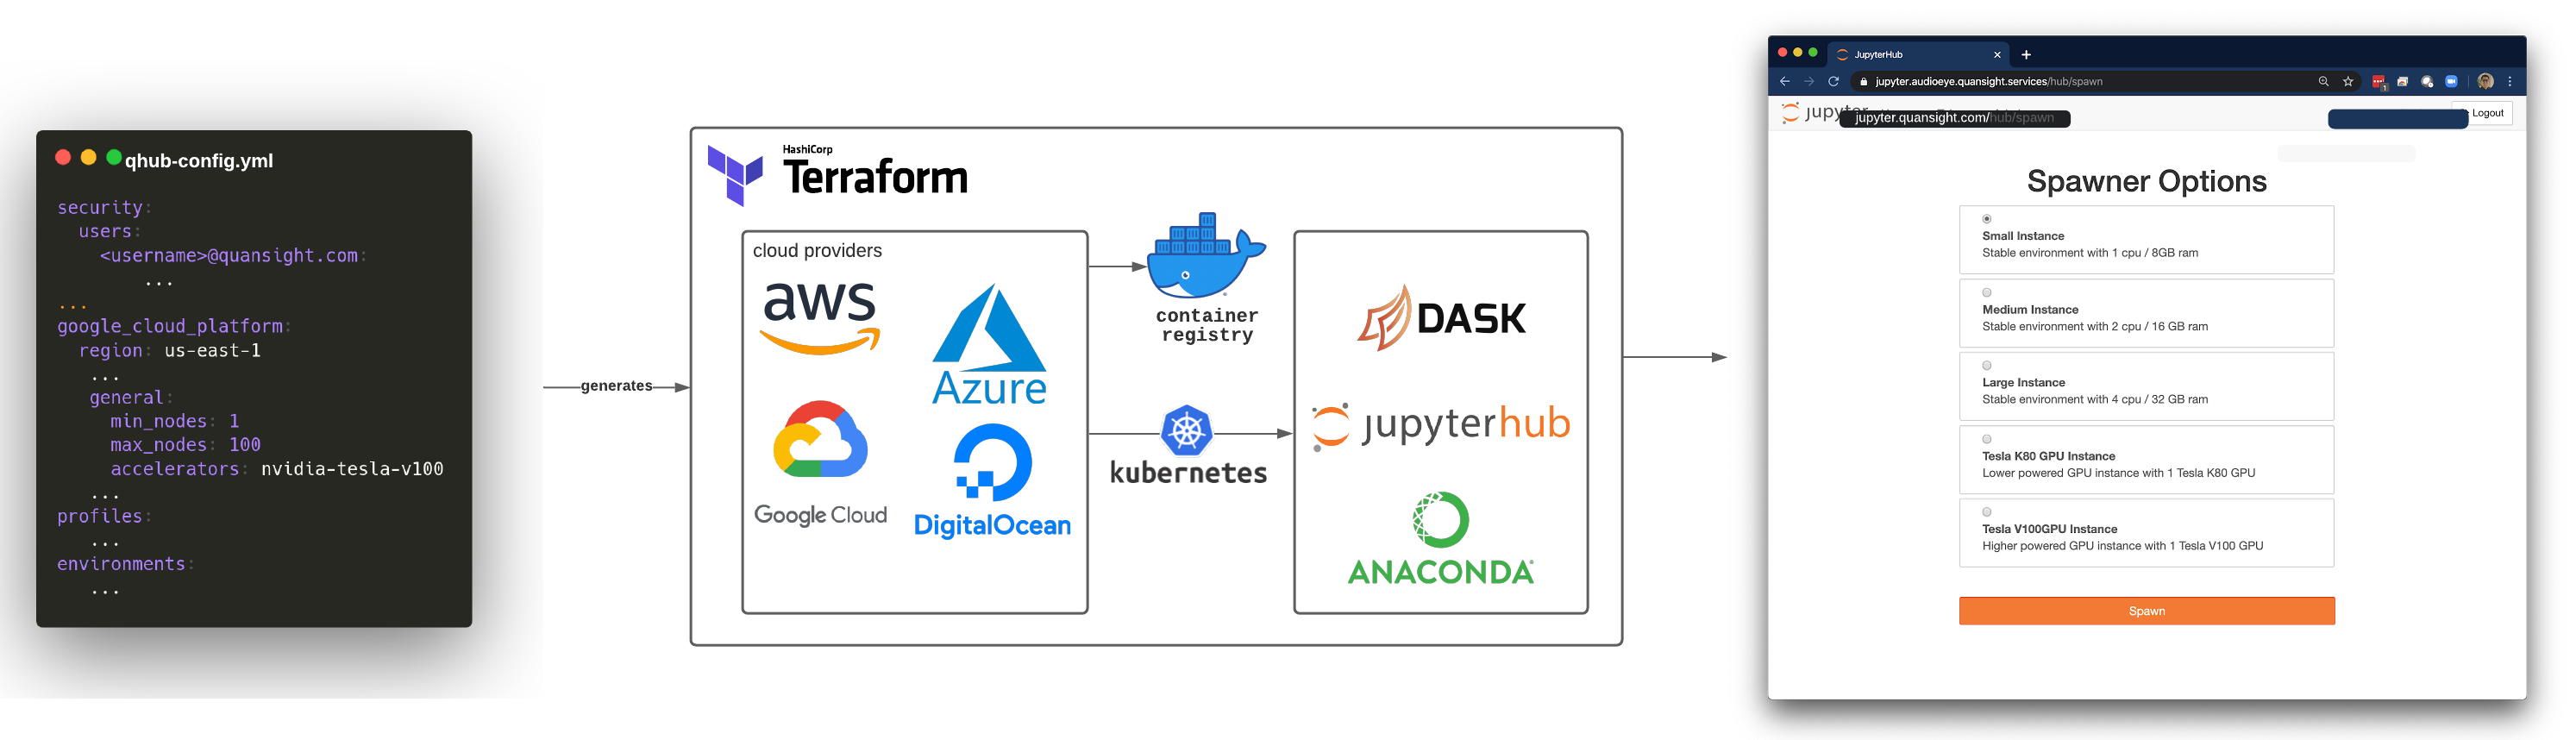 qhub-config.yml
security:
users:
<username>@quansight.com:
...
...
google_cloud_platform:
region: us-east-1
...
general:
min_nodes: 1
max_nodes: 100
accelerators: nvidia-tesla-v100
...
profiles:
...
environments:
...
generates
HashiCorp
Terraform
cloud providers
aws
Azure
Google Cloud
DigitalOcean
container
registry
kubernetes
DASK
jupyterhub
ANACONDA
JupyterHub
jupyter.audioeye.quansight.services/hub/spawn
1
jupyter
jupyter.quansight.com/hub/spawn
Logout
Spawner Options
Small Instance
Stable environment with 1 cpu / 8GB ram
Medium Instance
Stable environment with 2 cpu / 16 GB ram
Large Instance
Stable environment with 4 cpu / 32 GB ram
Tesla K80 GPU Instance
Lower powered GPU instance with 1 Tesla K80 GPU
Tesla V100GPU Instance
Higher powered GPU instance with 1 Tesla V100 GPU
Spawn